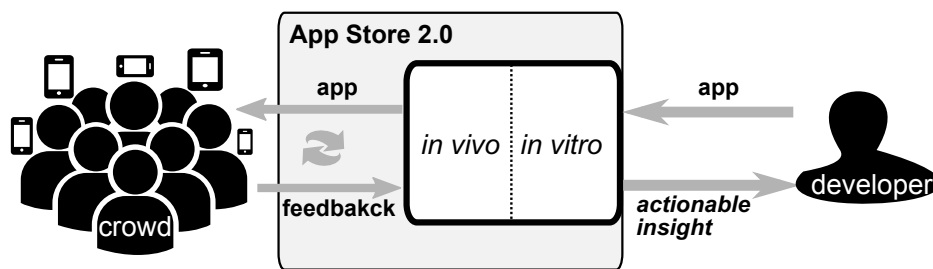 App Store 2.0
app
app
in vivo
in vitro
crowd
feedbakck
developer
actionable
insight